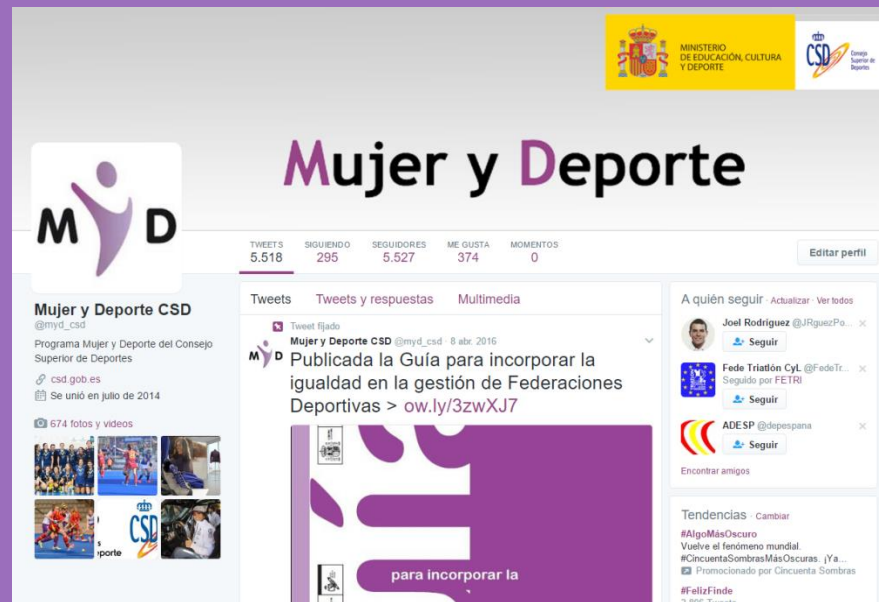 MINISTERIO
DE EDUCACIÓN, CULTURA
Y DEPORTE
CSD
Consejo
Superior de
Deportes
Mujer y Deporte
MYD
TWEETS SIGUIENDO SEGUIDORES ME GUSTA MOMENTOS
5.518 295 5.527 374 0
Editar perfil
Mujer y Deporte CSD
@myd_csd
Programa Mujer y Deporte del Consejo
Superior de Deportes
csd.gob.es
Se unió en julio de 2014
674 fotos y videos
CSD
porte
Tweets Tweets y respuestas Multimedia
Tweet fijado
Mujer y Deporte CSD @myd_csd · 8 abr. 2016
MYD
Publicada la Guía para incorporar la
igualdad en la gestión de Federaciones
Deportivas > ow.ly/3zwXJ7
para incorporar la
A quién seguir · Actualizar · Ver todos
Joel Rodríguez @JRguezPo...
Seguir
Fede Triatlón CyL @FedeTr...
Seguido por FETRI
Seguir
ADESP @depespana
Seguir
Encontrar amigos
Tendencias · Cambiar
#AlgoMásOscuro
Vuelve el fenómeno mundial.
#CincuentaSombrasMásOscuras. ¡Ya...
Promocionado por Cincuenta Sombras
#FelizFinde